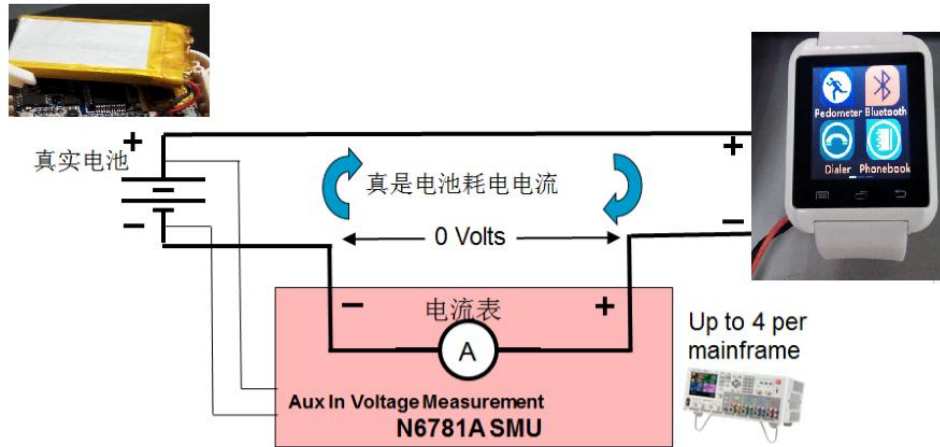 +
+
真实电池
真是电池耗电电流
Pedometer Bluetooth
Dialer Phonebook
−
−
0 Volts
−
电流表
+
A
Up to 4 per
mainframe
Aux In Voltage Measurement
N6781A SMU